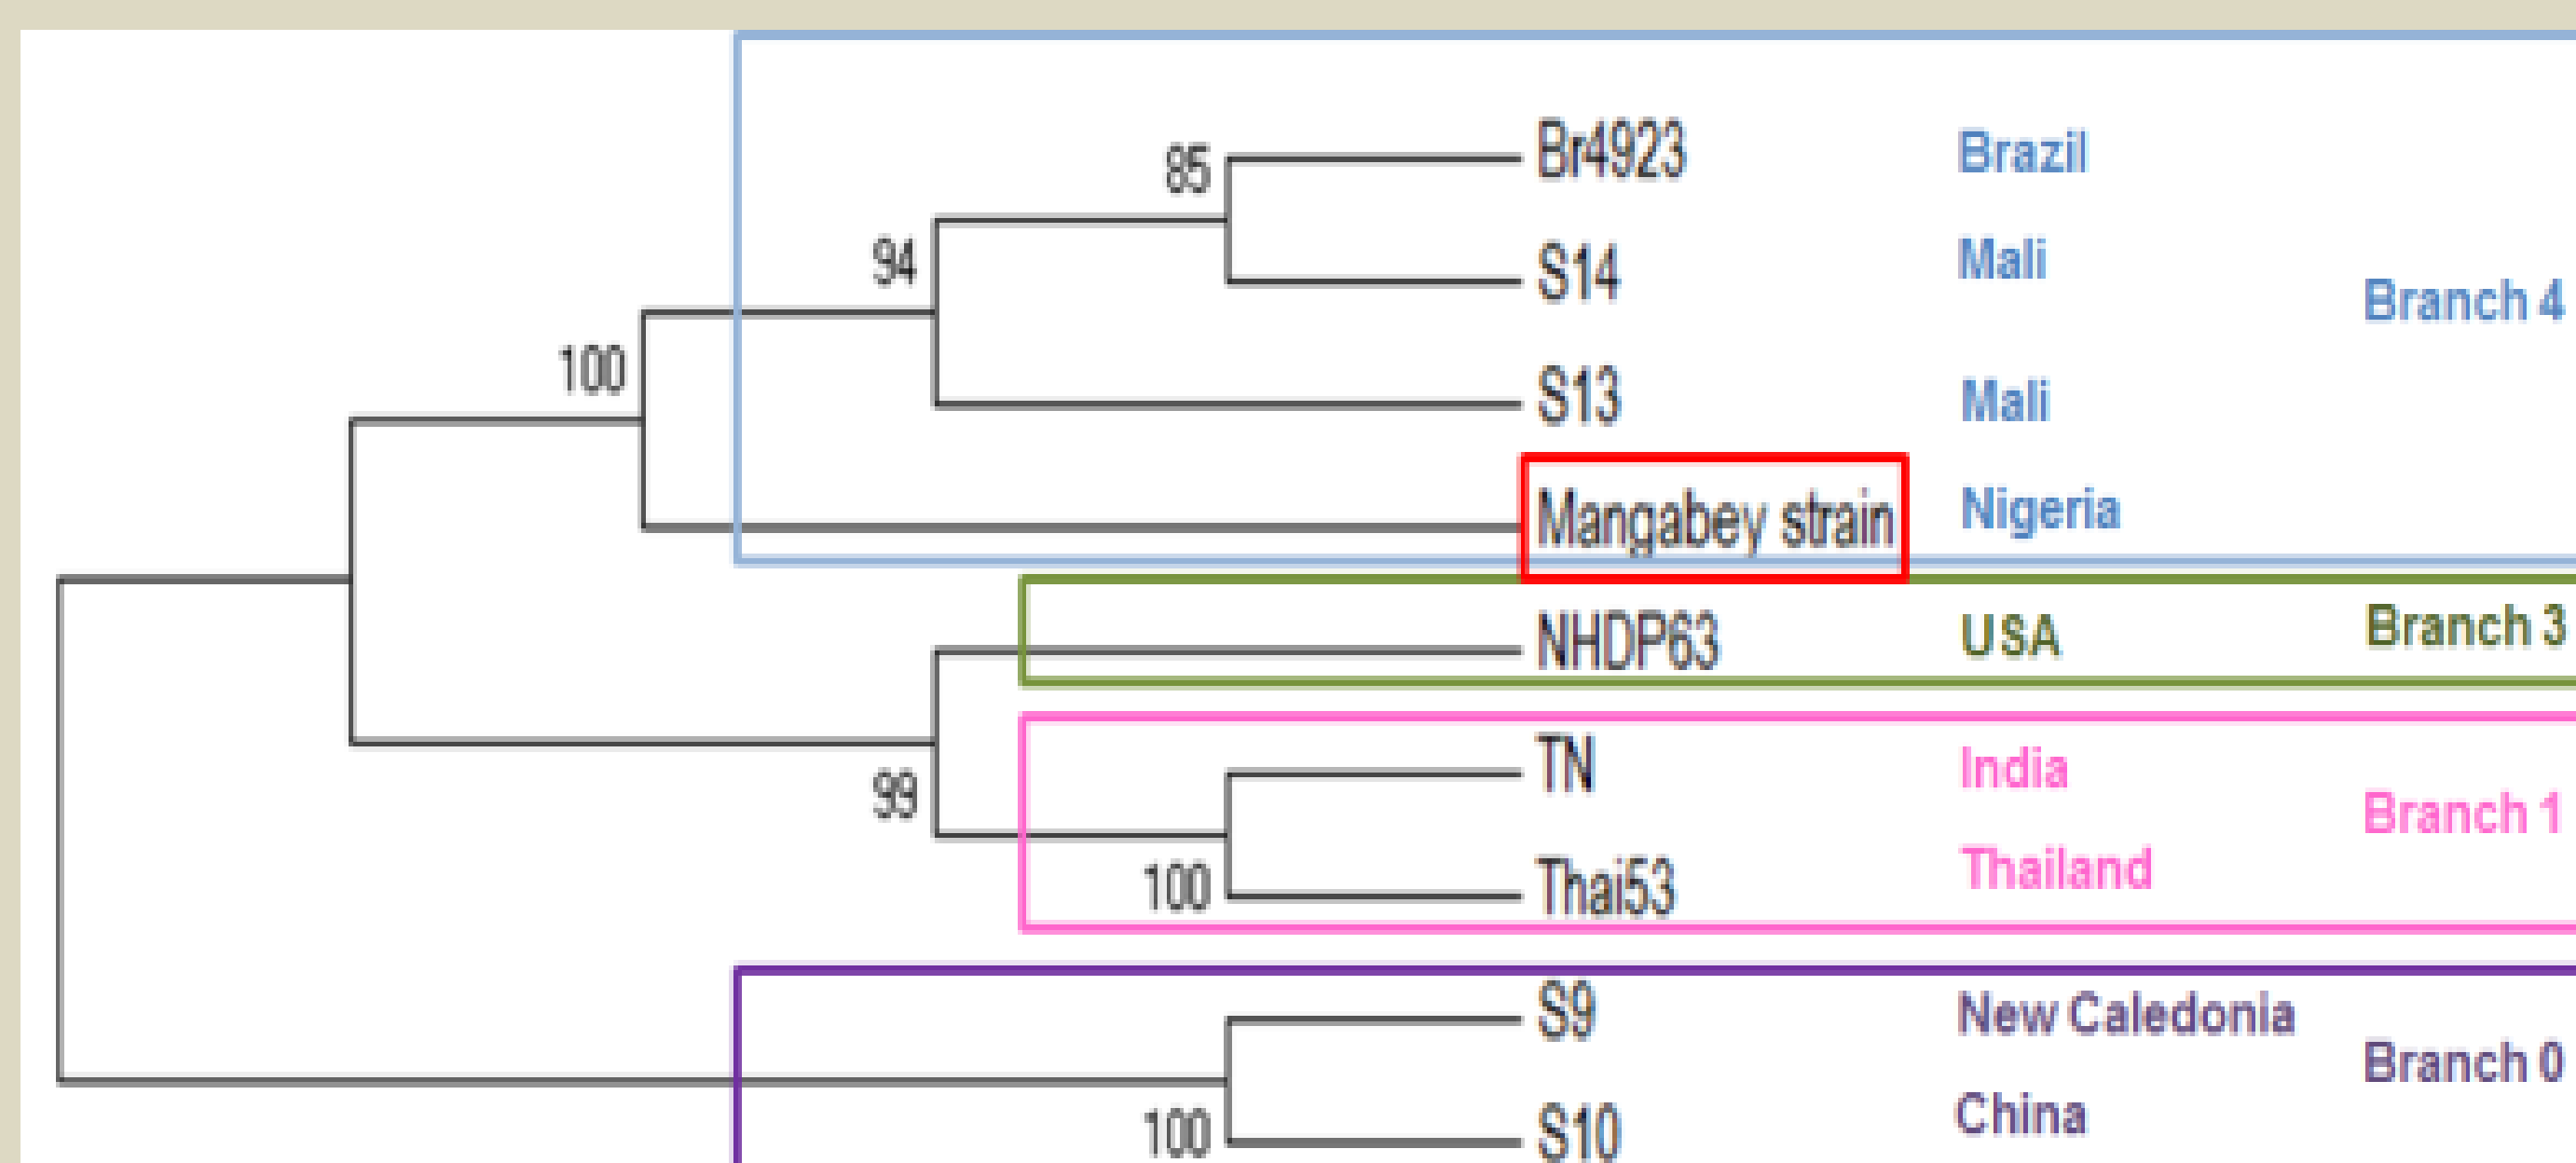 85 Br4923 Brazil
94 S14 Mali
Branch 4
100 S13 Mali
Mangabey strain Nigeria
NHDP63 USA Branch 3
99 TN India
Branch 1
100 Thai53 Thailand
S9 New Caledonia
Branch 0
100 S10 China